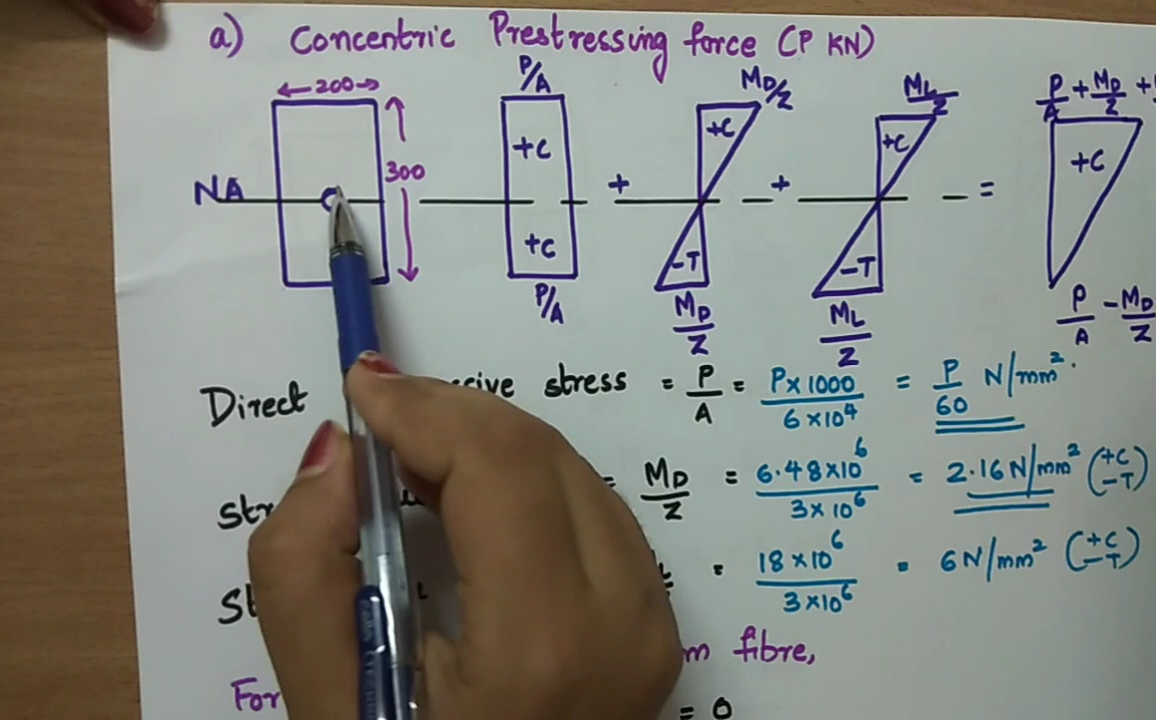 a) Concentric Prestressing force (P KN)
←200→ P/A MD/Z ML/Z P/A + MD/Z +
+C +C +C +C
300
NA + + =
+C -T -T
P/A MD/Z ML/Z P/A - MD/Z
Direct stress = P/A = P×1000/6×10⁴ = P/60 N/mm².
= MD/Z = 6.48×10⁶/3×10⁶ = 2.16 N/mm² (+C -T)
= 18×10⁶/3×10⁶ = 6N/mm² (+C -T)
fibre,
For
= 0